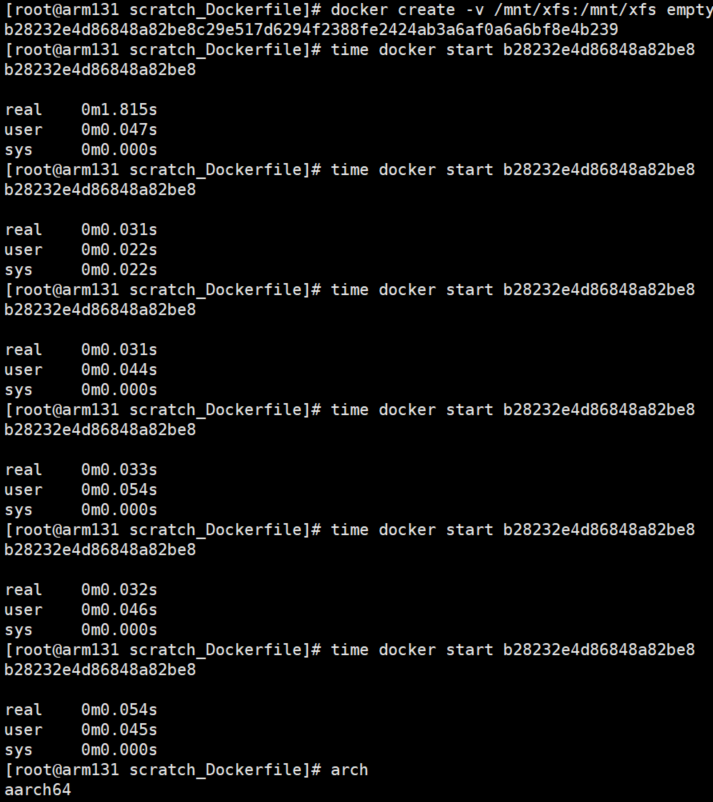 [root@arm131 scratch_Dockerfile]# docker create -v /mnt/xfs:/mnt/xfs empty
b28232e4d86848a82be8c29e517d6294f2388fe2424ab3a6af0a6a6bf8e4b239
[root@arm131 scratch_Dockerfile]# time docker start b28232e4d86848a82be8
b28232e4d86848a82be8
real    0m1.815s
user    0m0.047s
sys     0m0.000s
[root@arm131 scratch_Dockerfile]# time docker start b28232e4d86848a82be8
b28232e4d86848a82be8
real    0m0.031s
user    0m0.022s
sys     0m0.022s
[root@arm131 scratch_Dockerfile]# time docker start b28232e4d86848a82be8
b28232e4d86848a82be8
real    0m0.031s
user    0m0.044s
sys     0m0.000s
[root@arm131 scratch_Dockerfile]# time docker start b28232e4d86848a82be8
b28232e4d86848a82be8
real    0m0.033s
user    0m0.054s
sys     0m0.000s
[root@arm131 scratch_Dockerfile]# time docker start b28232e4d86848a82be8
b28232e4d86848a82be8
real    0m0.032s
user    0m0.046s
sys     0m0.000s
[root@arm131 scratch_Dockerfile]# time docker start b28232e4d86848a82be8
b28232e4d86848a82be8
real    0m0.054s
user    0m0.045s
sys     0m0.000s
[root@arm131 scratch_Dockerfile]# arch
aarch64